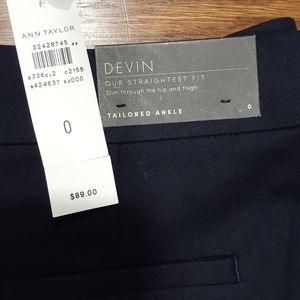 ANN TAYLOR
22428745
p226cL2 c2158
s424637 sz000
0
$89.00
DEVIN
OUR STRAIGHTEST FIT
Slim through the hip and thigh
TAILORED ANKLE
0